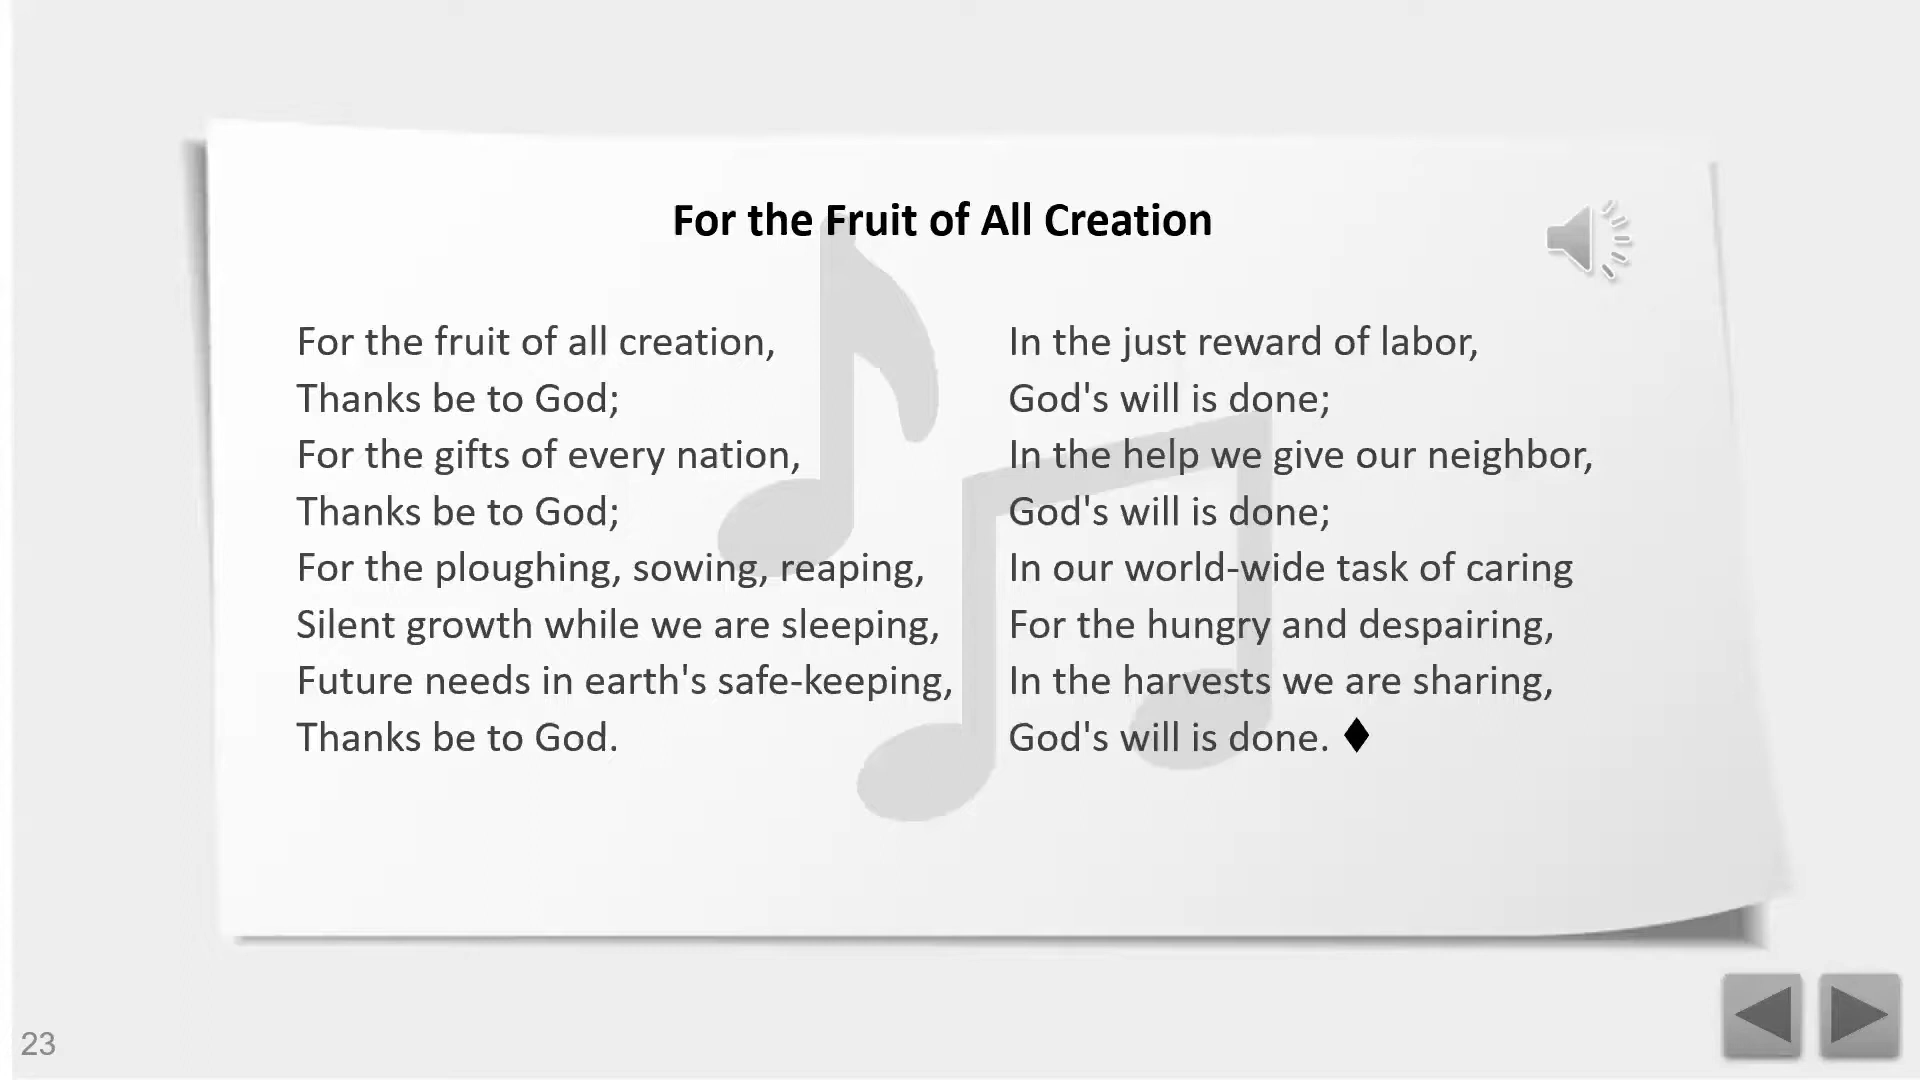 For the Fruit of All Creation
For the fruit of all creation,
Thanks be to God;
For the gifts of every nation,
Thanks be to God;
For the ploughing, sowing, reaping,
Silent growth while we are sleeping,
Future needs in earth's safe-keeping,
Thanks be to God.
In the just reward of labor,
God's will is done;
In the help we give our neighbor,
God's will is done;
In our world-wide task of caring
For the hungry and despairing,
In the harvests we are sharing,
God's will is done. ♦
23